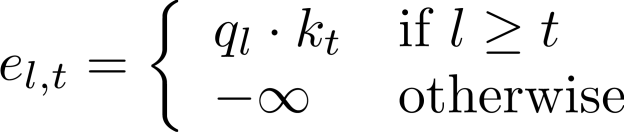 e_{l,t} = { q_l · k_t if l ≥ t
−∞ otherwise